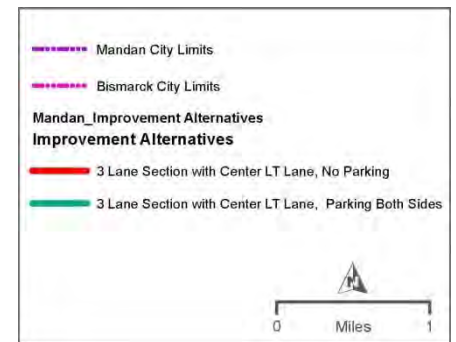 Mandan City Limits
Bismarck City Limits
Mandan_Improvement Alternatives
Improvement Alternatives
3 Lane Section with Center LT Lane, No Parking
3 Lane Section with Center LT Lane, Parking Both Sides
N
0 Miles 1